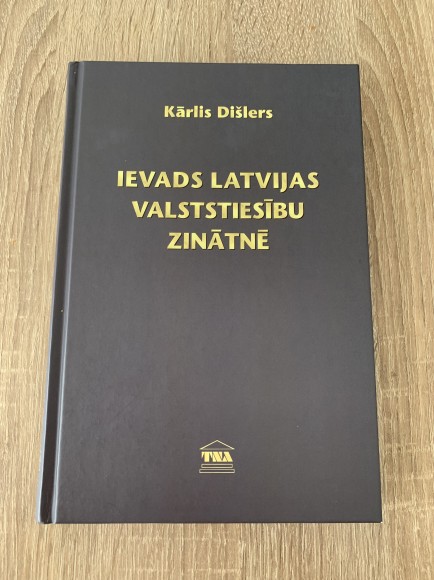 Kārlis Dišlers
IEVADS LATVIJAS
VALSTSTIESĪBU
ZINĀTNĒ
TNA